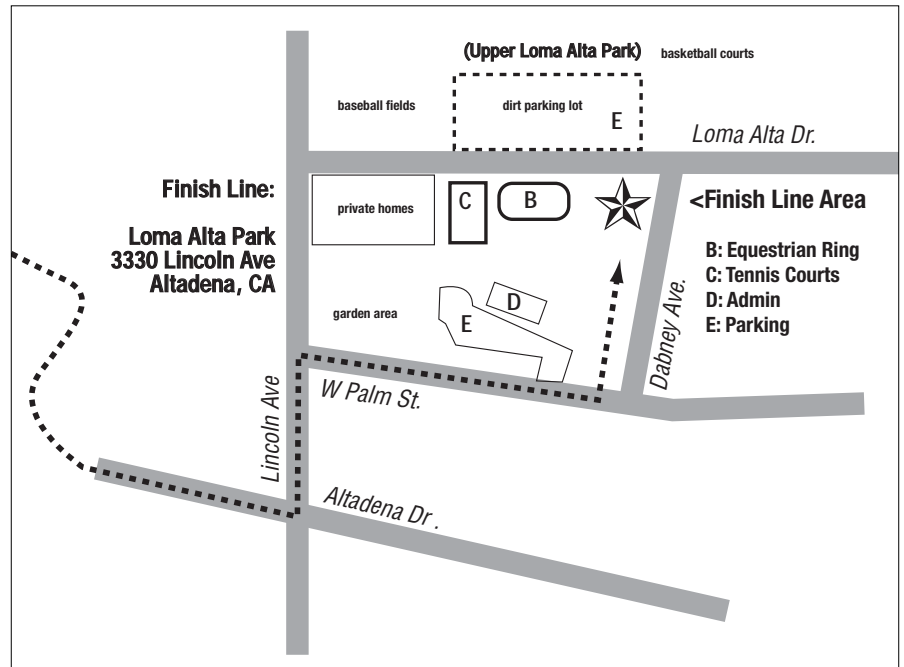 (Upper Loma Alta Park)
basketball courts
baseball fields
dirt parking lot
E
Loma Alta Dr.
Finish Line:
Loma Alta Park
3330 Lincoln Ave
Altadena, CA
private homes
C
B
<Finish Line Area
B: Equestrian Ring
C: Tennis Courts
D: Admin
E: Parking
garden area
D
E
Dabney Ave.
Lincoln Ave
W Palm St.
Altadena Dr .